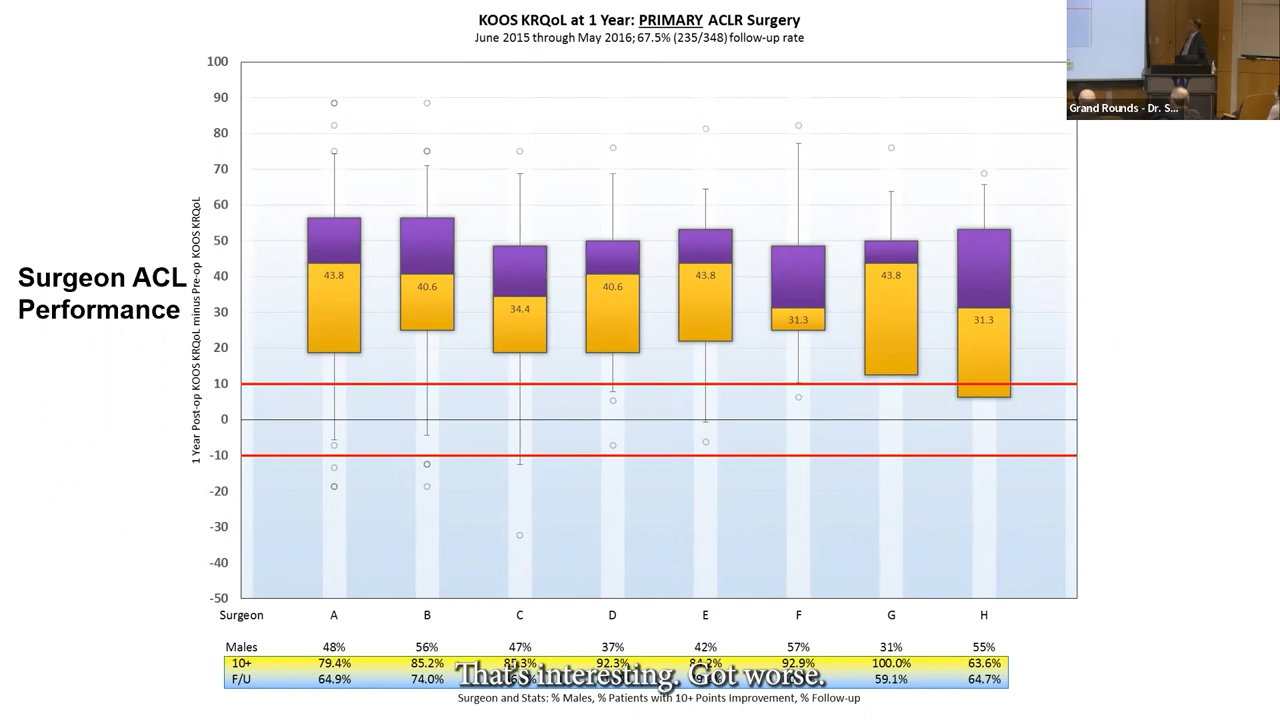 KOOS KRQoL at 1 Year: PRIMARY ACLR Surgery
June 2015 through May 2016; 67.5% (235/348) follow-up rate
Grand Rounds - Dr. S...
Surgeon ACL
Performance
1 Year Post-op KOOS KRQoL minus Pre-op KOOS KRQoL
100
90
80
70
60
50
40
30
20
10
0
-10
-20
-30
-40
-50
43.8
40.6
34.4
40.6
43.8
31.3
43.8
31.3
Surgeon A B C D E F G H
Males 48% 56% 47% 37% 42% 57% 31% 55%
10+ 79.4% 85.2% 92.3% 92.9% 100.0% 63.6%
F/U 64.9% 74.0% 59.1% 64.7%
That's interesting. Got worse.
Surgeon and Stats: % Males, % Patients with 10+ Points Improvement, % Follow-up